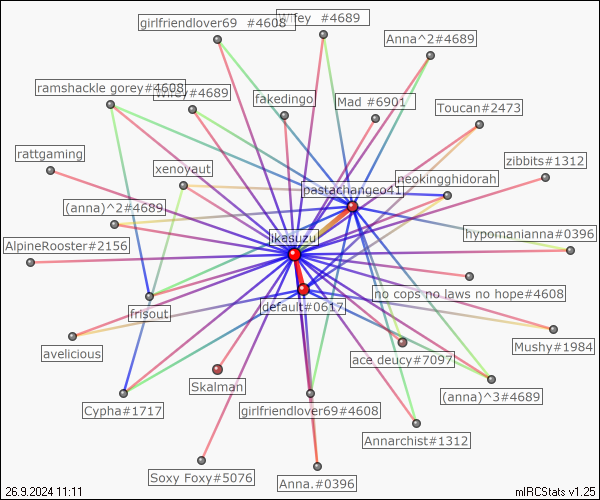 girlfriendlover69 #4608
Wifey #4689
Anna^2#4689
ramshackle gorey#4608
Wifey#4689
fakedingo
Mad #6901
Toucan#2473
rattgaming
xenoyaut
pastachangeo41
neokingghidorah
zibbits#1312
(anna)^2#4689
ikasuzu
hypomanianna#0396
AlpineRooster#2156
no cops no laws no hope#4608
frisout
default#0617
avelicious
ace deucy#7097
Mushy#1984
Skalman
Cypha#1717
girlfriendlover69#4608
(anna)^3#4689
Annarchist#1312
Soxy Foxy#5076
Anna.#0396
26.9.2024 11:11
mIRCStats v1.25